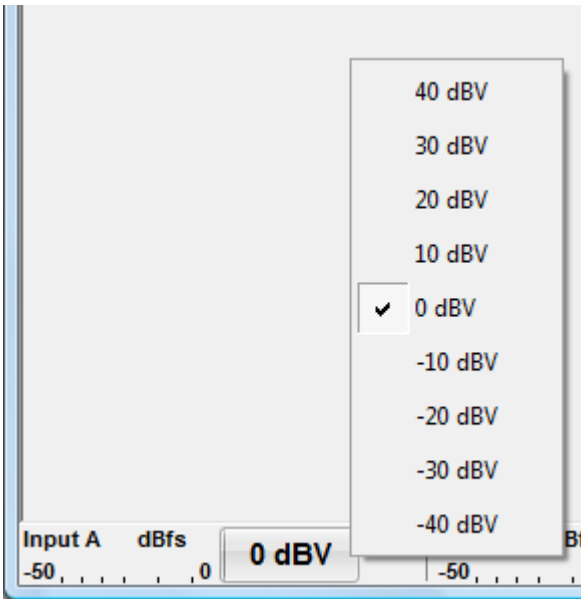 40 dBV
30 dBV
20 dBV
10 dBV
0 dBV
-10 dBV
-20 dBV
-30 dBV
-40 dBV
Input A dBfs
-50 0
0 dBV
-50